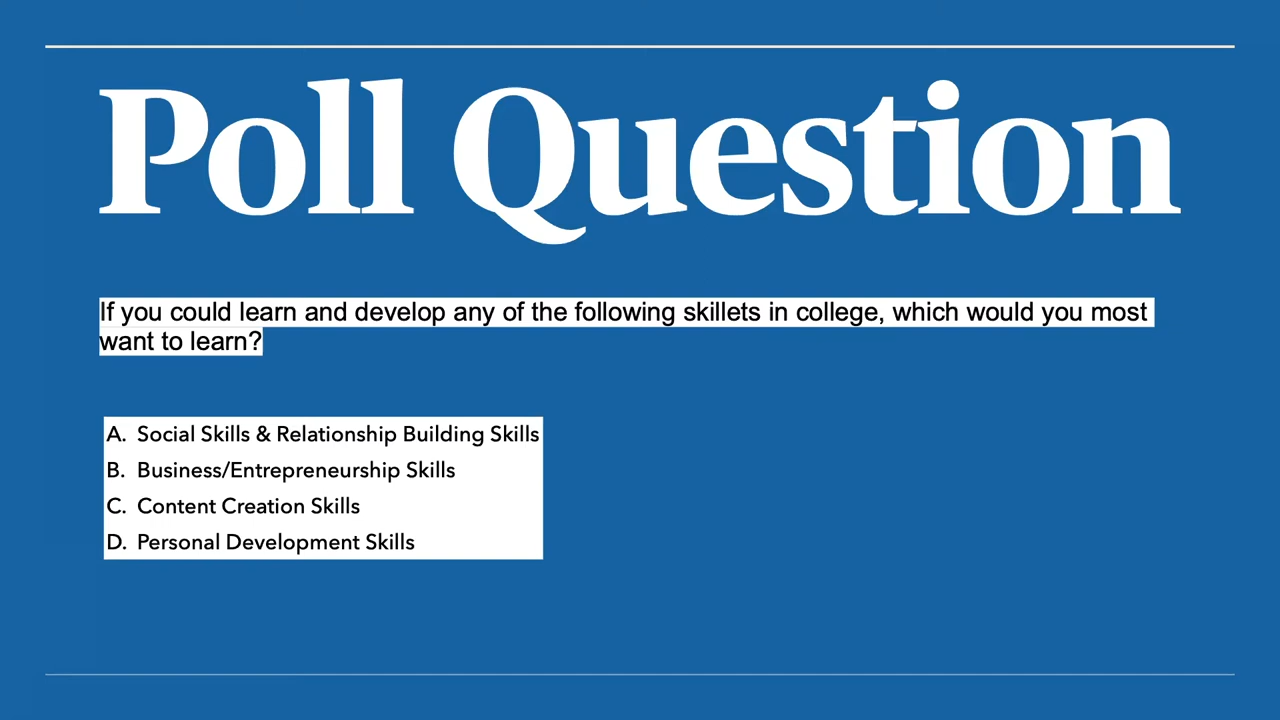 Poll Question
If you could learn and develop any of the following skillets in college, which would you most
want to learn?
A. Social Skills & Relationship Building Skills
B. Business/Entrepreneurship Skills
C. Content Creation Skills
D. Personal Development Skills